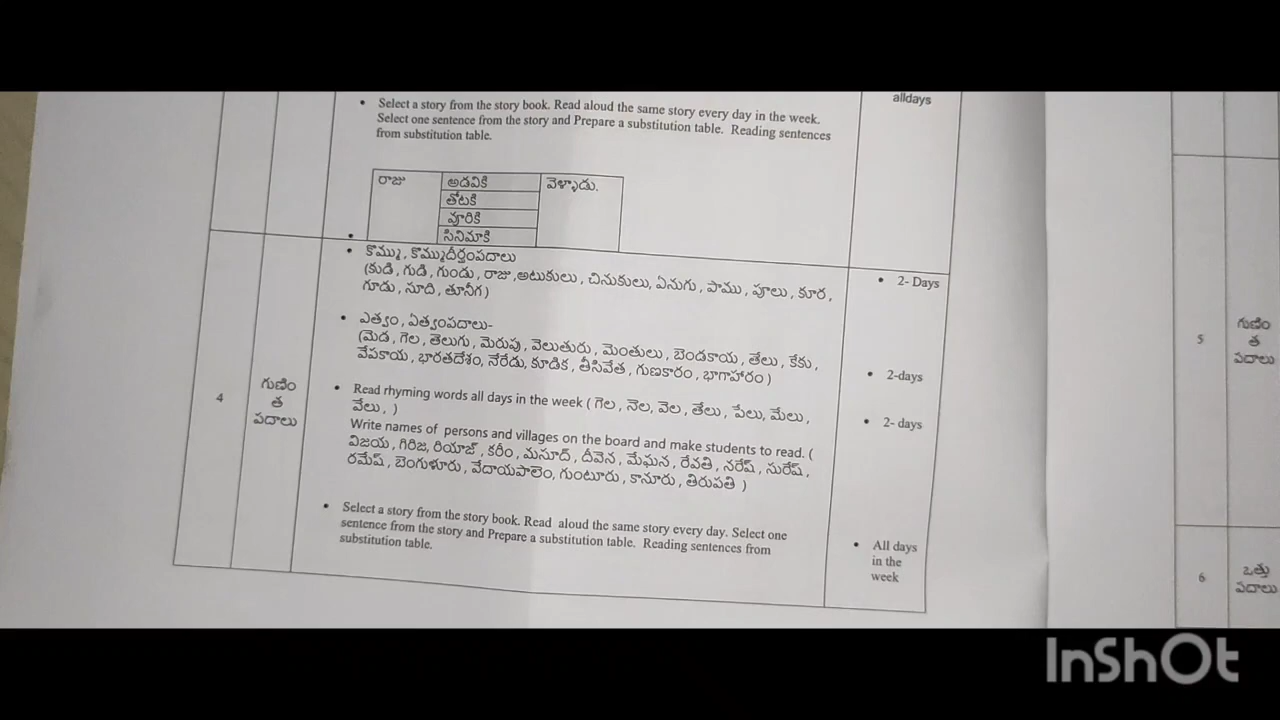 alldays
• Select a story from the story book. Read aloud the same story every day in the week.
Select one sentence from the story and Prepare a substitution table. Reading sentences
from substitution table.
రాజు అడవికి వెళ్ళాడు.
తోటకి
వూరికి
సినిమాకి
•
• కొమ్ము, కొమ్ముదీర్ఘంపదాలు
(కుడి, గుడి, గుండు, రాజు, అటుకులు, చినుకులు, ఏనుగు, పాము, పూలు, కూర, • 2- Days
గూడు, సూది, తూనీగ)
• ఎత్వం, ఏత్వంపదాలు-
(మెడ, గెల, తెలుగు, మెరుపు, వెలుతురు, మెంతులు, బెండకాయ, తేలు, కేకు,
వేపకాయ, భారతదేశం, నేరేడు, కూడిక, తీసివేత, గుణకారం, భాగాహారం) • 2-days
4 గుణిం
త
పదాలు
• Read rhyming words all days in the week ( గెల, నెల, వెల, తేలు, పేలు, మేలు, • 2- days
వేలు, )
Write names of persons and villages on the board and make students to read. (
విజయ, గిరిజ, రియాజ్, కరీం, మసూద్, దీవెన, మేఘన, రేవతి, నరేష్, సురేష్,
రమేష్, బెంగుళూరు, వేదాయపాలెం, గుంటూరు, కానూరు, తిరుపతి )
• Select a story from the story book. Read aloud the same story every day. Select one
sentence from the story and Prepare a substitution table. Reading sentences from
substitution table.
• All days
in the
week
5 గుణిం
త
పదాలు
6 ఒత్తు
పదాలు
InShOt